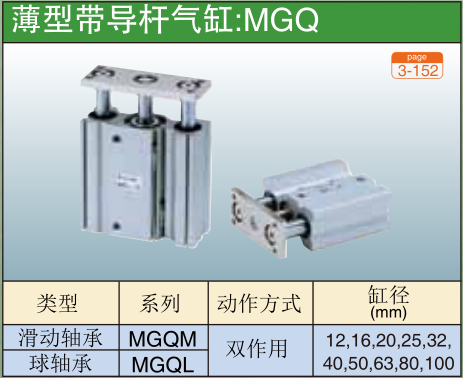 薄型带导杆气缸:MGQ
page
3-152
类型 系列 动作方式 缸径
(mm)
滑动轴承 MGQM 双作用 12,16,20,25,32,
球轴承 MGQL 40,50,63,80,100